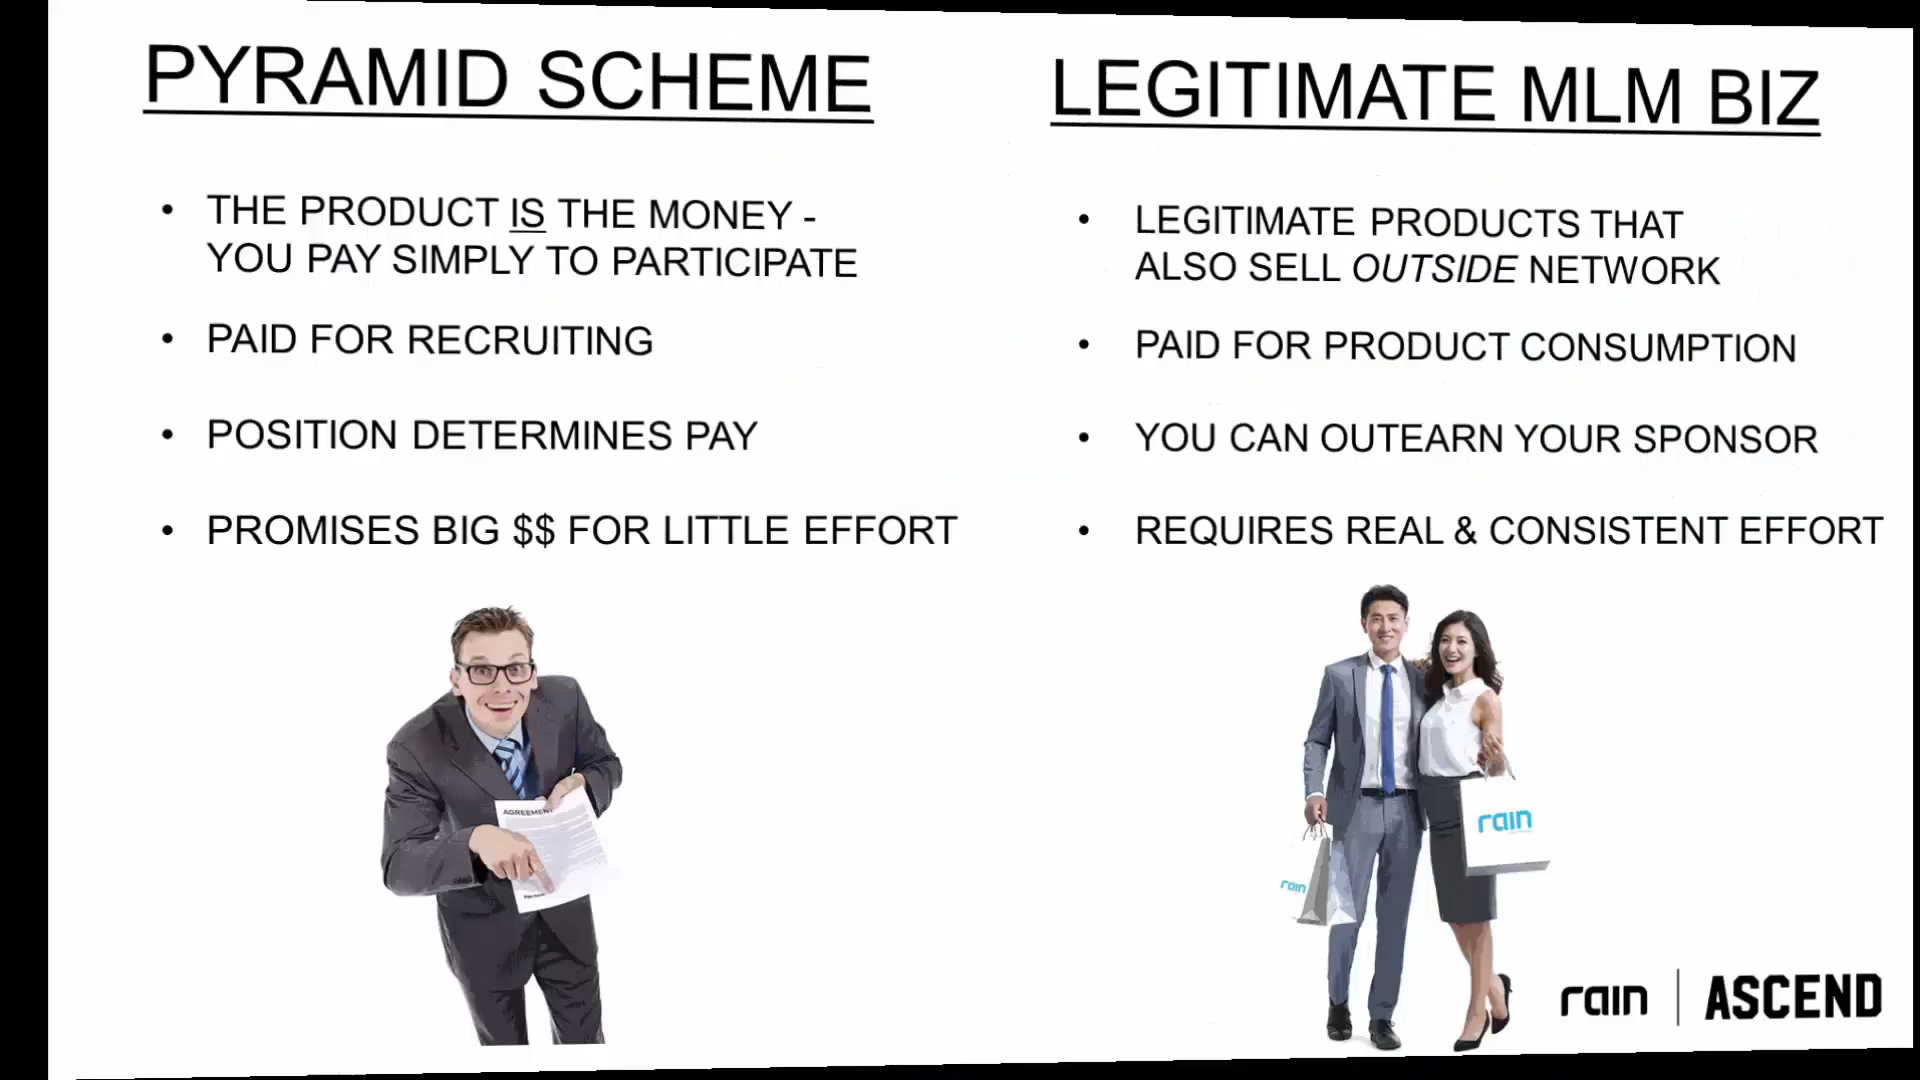 PYRAMID SCHEME
• THE PRODUCT IS THE MONEY -
YOU PAY SIMPLY TO PARTICIPATE
• PAID FOR RECRUITING
• POSITION DETERMINES PAY
• PROMISES BIG $$ FOR LITTLE EFFORT
AGREEMENT
LEGITIMATE MLM BIZ
• LEGITIMATE PRODUCTS THAT
ALSO SELL OUTSIDE NETWORK
• PAID FOR PRODUCT CONSUMPTION
• YOU CAN OUTEARN YOUR SPONSOR
• REQUIRES REAL & CONSISTENT EFFORT
rain
rain
rain | ASCEND